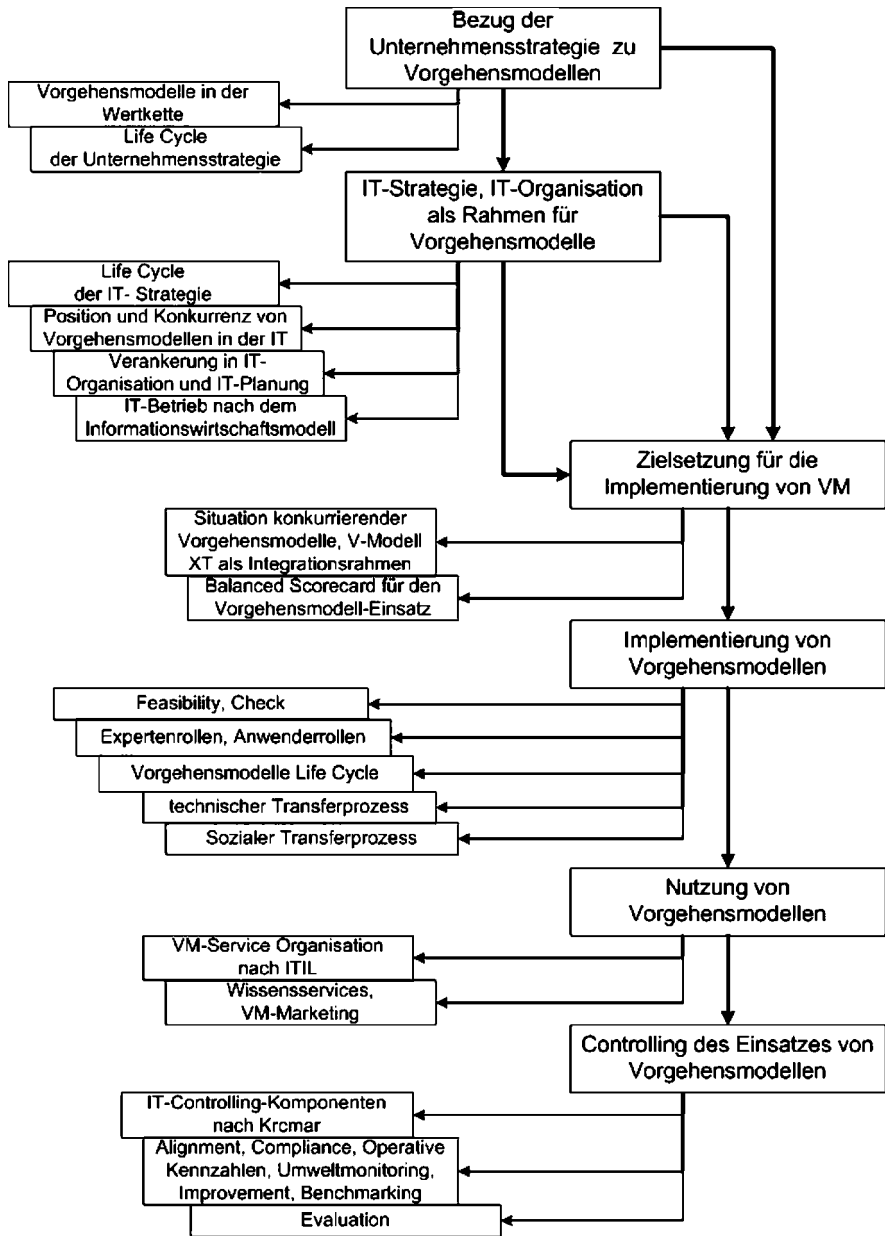 Bezug der
Unternehmensstrategie zu
Vorgehensmodellen
Vorgehensmodelle in der
Wertkette
Life Cycle
der Unternehmensstrategie
IT-Strategie, IT-Organisation
als Rahmen für
Vorgehensmodelle
Life Cycle
der IT- Strategie
Position und Konkurrenz von
Vorgehensmodellen in der IT
Verankerung in IT-
Organisation und IT-Planung
IT-Betrieb nach dem
Informationswirtschaftsmodell
Zielsetzung für die
Implementierung von VM
Situation konkurrierender
Vorgehensmodelle, V-Modell
XT als Integrationsrahmen
Balanced Scorecard für den
Vorgehensmodell-Einsatz
Implementierung von
Vorgehensmodellen
Feasibility, Check
Expertenrollen, Anwenderrollen
Vorgehensmodelle Life Cycle
technischer Transferprozess
Sozialer Transferprozess
Nutzung von
Vorgehensmodellen
VM-Service Organisation
nach ITIL
Wissensservices,
VM-Marketing
Controlling des Einsatzes von
Vorgehensmodellen
IT-Controlling-Komponenten
nach Krcmar
Alignment, Compliance, Operative
Kennzahlen, Umweltmonitoring,
Improvement, Benchmarking
Evaluation